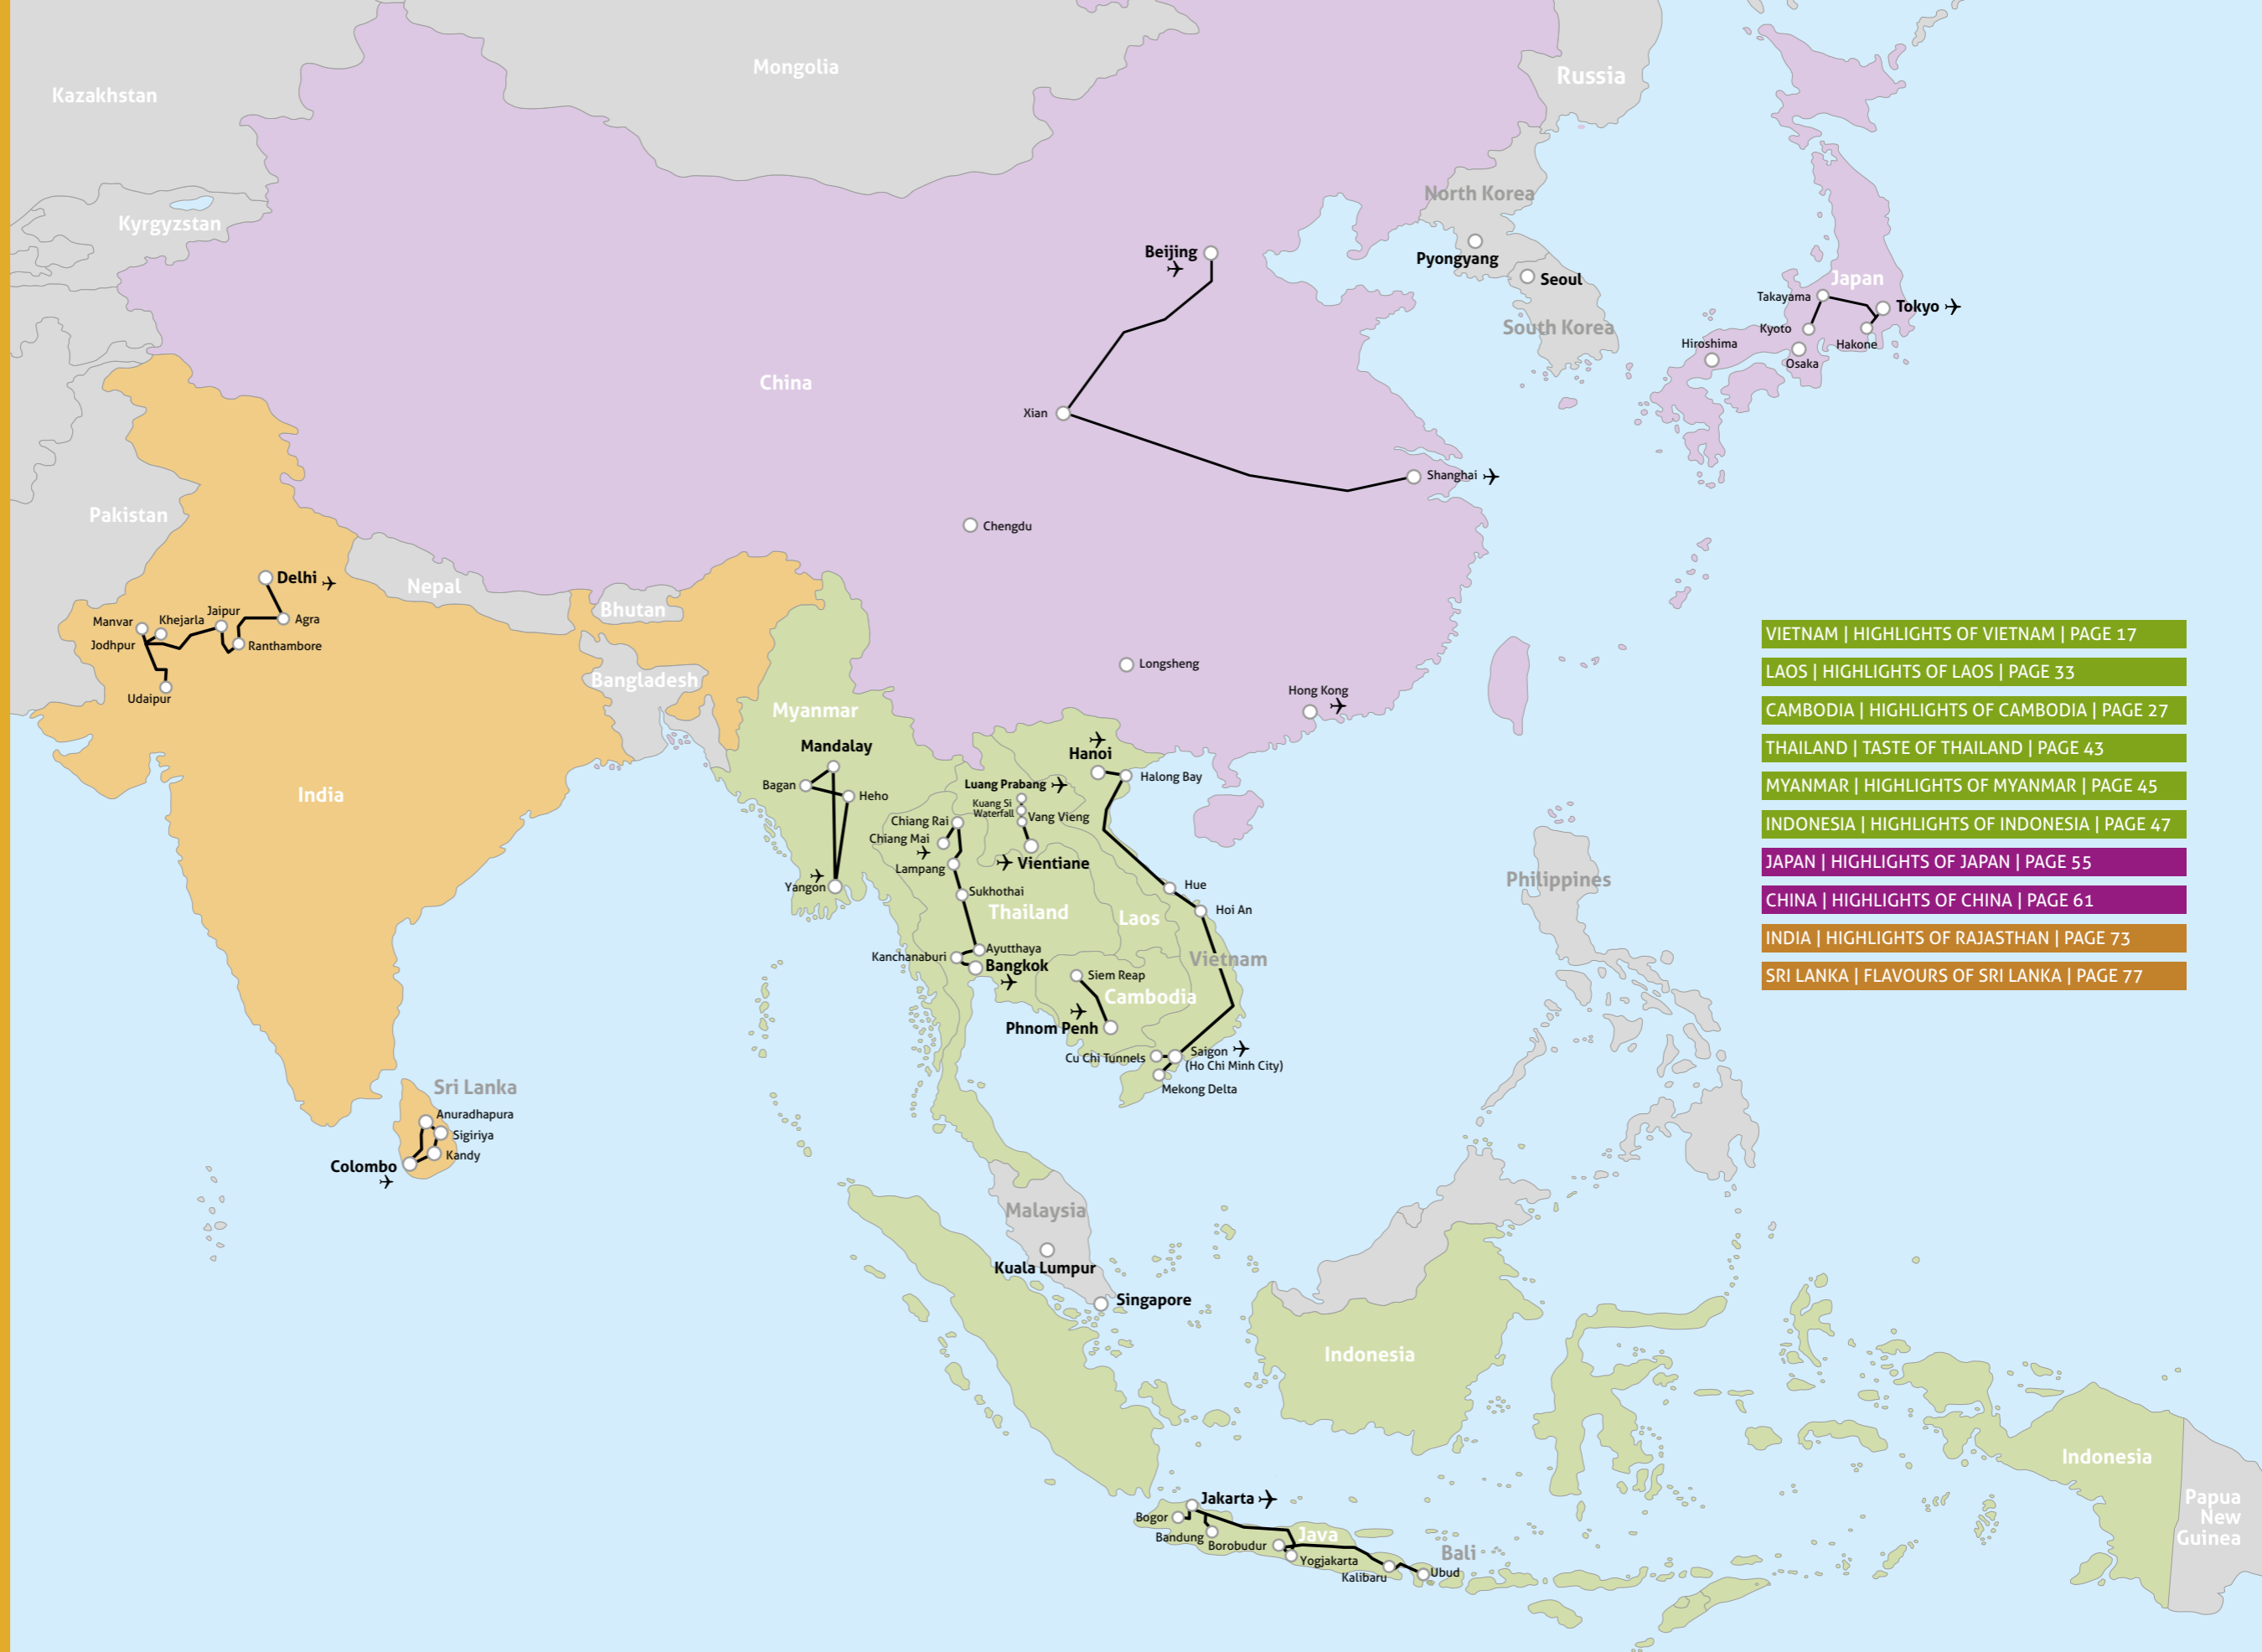 Mongolia
Russia
Kazakhstan
North Korea
Kyrgyzstan
Beijing
Pyongyang
Seoul
Japan
Takayama
Tokyo
South Korea
Kyoto
Hiroshima
Hakone
Osaka
China
Xian
Shanghai
Pakistan
Chengdu
Delhi
Nepal
Bhutan
Jaipur
Khejarla
Manvar
Agra
Jodhpur
Ranthambore
Udaipur
Bangladesh
Longsheng
Hong Kong
VIETNAM | HIGHLIGHTS OF VIETNAM | PAGE 17
LAOS | HIGHLIGHTS OF LAOS | PAGE 33
CAMBODIA | HIGHLIGHTS OF CAMBODIA | PAGE 27
THAILAND | TASTE OF THAILAND | PAGE 43
MYANMAR | HIGHLIGHTS OF MYANMAR | PAGE 45
INDONESIA | HIGHLIGHTS OF INDONESIA | PAGE 47
JAPAN | HIGHLIGHTS OF JAPAN | PAGE 55
CHINA | HIGHLIGHTS OF CHINA | PAGE 61
INDIA | HIGHLIGHTS OF RAJASTHAN | PAGE 73
SRI LANKA | FLAVOURS OF SRI LANKA | PAGE 77
Myanmar
Mandalay
Hanoi
Halong Bay
Bagan
Heho
Luang Prabang
Kuang Si
Waterfall
Vang Vieng
India
Chiang Rai
Chiang Mai
Vientiane
Lampang
Yangon
Sukhothai
Hue
Hoi An
Thailand
Laos
Philippines
Ayutthaya
Kanchanaburi
Bangkok
Vietnam
Siem Reap
Cambodia
Phnom Penh
Cu Chi Tunnels
Saigon
(Ho Chi Minh City)
Mekong Delta
Sri Lanka
Anuradhapura
Sigiriya
Kandy
Colombo
Malaysia
Kuala Lumpur
Singapore
Indonesia
Indonesia
Jakarta
Bogor
Bandung
Java
Borobudur
Yogjakarta
Kalibaru
Bali
Ubud
Papua
New
Guinea